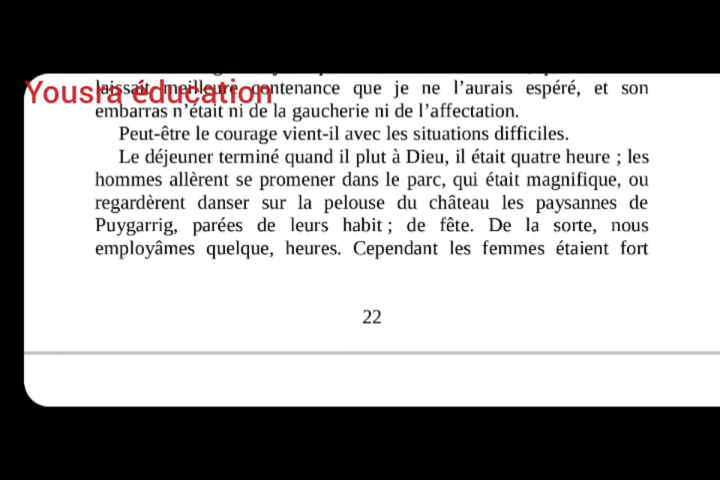 laissait meilleure contenance que je ne l’aurais espéré, et son
Yousra éducation
embarras n’était ni de la gaucherie ni de l’affectation.
Peut-être le courage vient-il avec les situations difficiles.
Le déjeuner terminé quand il plut à Dieu, il était quatre heure ; les
hommes allèrent se promener dans le parc, qui était magnifique, ou
regardèrent danser sur la pelouse du château les paysannes de
Puygarrig, parées de leurs habit ; de fête. De la sorte, nous
employâmes quelque, heures. Cependant les femmes étaient fort
22